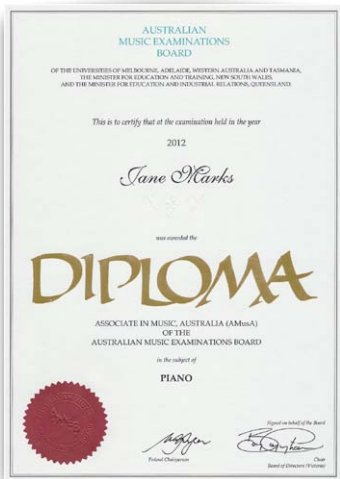 AUSTRALIAN
MUSIC EXAMINATIONS
BOARD
OF THE UNIVERSITIES OF MELBOURNE, ADELAIDE, WESTERN AUSTRALIA AND TASMANIA,
THE MINISTER FOR EDUCATION AND TRAINING, NEW SOUTH WALES,
AND THE MINISTER FOR EDUCATION AND INDUSTRIAL RELATIONS, QUEENSLAND
This is to certify that at the examination held in the year
2012
Jane Marks
was awarded the
DIPLOMA
ASSOCIATE IN MUSIC, AUSTRALIA (AMusA)
OF THE
AUSTRALIAN MUSIC EXAMINATIONS BOARD
in the subject of
PIANO
Signed on behalf of the Board
Federal Chairperson
Chair
Board of Directors (Victoria)